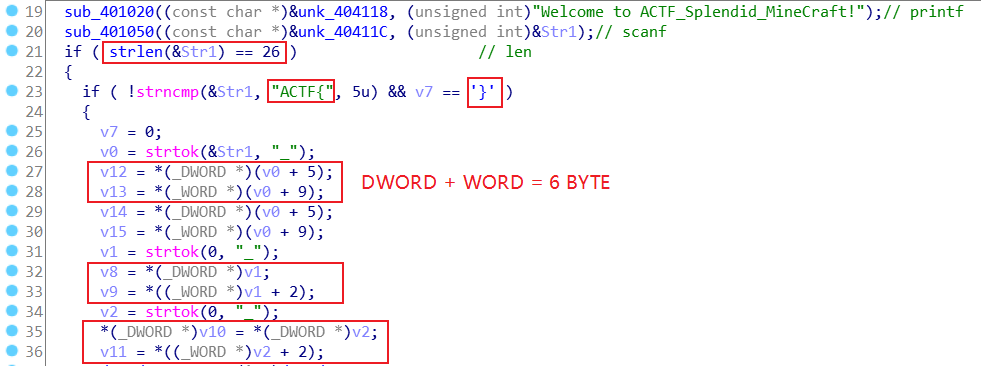 19 sub_401020((const char *)&unk_404118, (unsigned int)"Welcome to ACTF_Splendid_MineCraft!");// printf
20 sub_401050((const char *)&unk_40411C, (unsigned int)&Str1);// scanf
21 if ( strlen(&Str1) == 26 ) // len
22 {
23 if ( !strncmp(&Str1, "ACTF{", 5u) && v7 == '}' )
24 {
25 v7 = 0;
26 v0 = strtok(&Str1, "_");
27 v12 = *(_DWORD *)(v0 + 5);
28 v13 = *(_WORD *)(v0 + 9);
DWORD + WORD = 6 BYTE
29 v14 = *(_DWORD *)(v0 + 5);
30 v15 = *(_WORD *)(v0 + 9);
31 v1 = strtok(0, "_");
32 v8 = *(_DWORD *)v1;
33 v9 = *((_WORD *)v1 + 2);
34 v2 = strtok(0, "_");
35 *(_DWORD *)v10 = *(_DWORD *)v2;
36 v11 = *((_WORD *)v2 + 2);